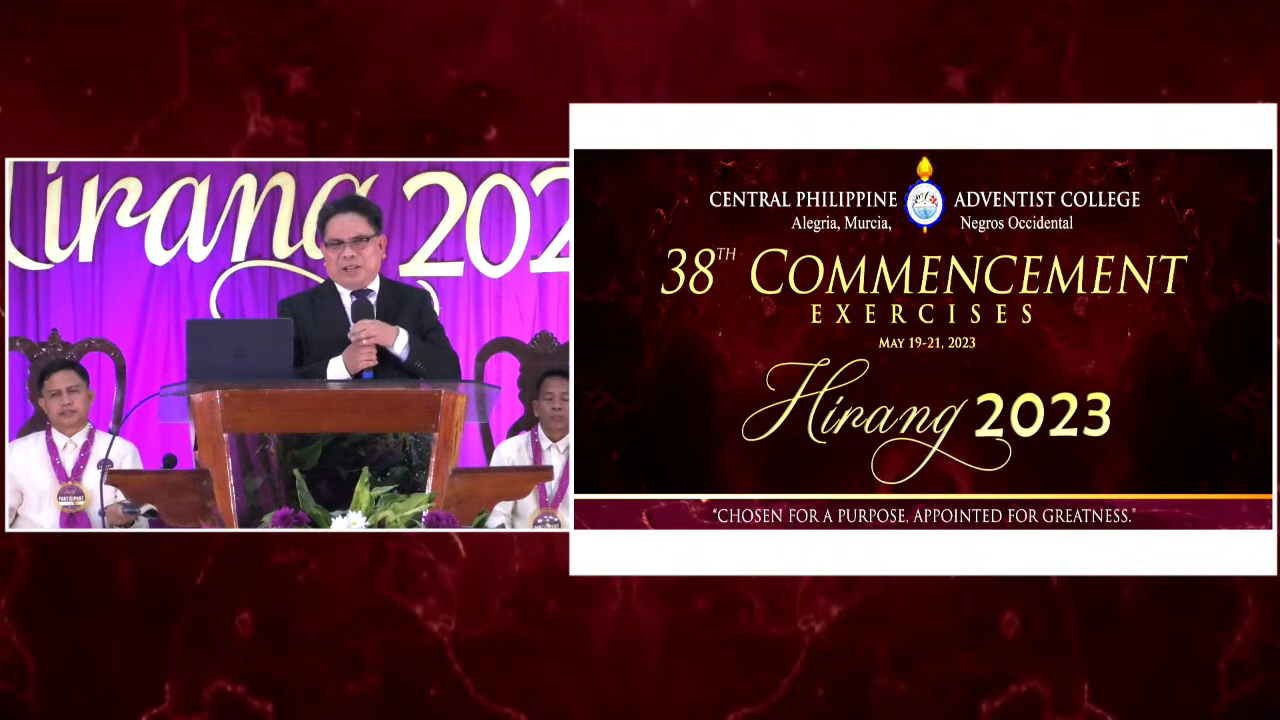 Hirang 202
PARTICIPANT
CENTRAL PHILIPPINE ADVENTIST COLLEGE
Alegria, Murcia, Negros Occidental
38TH COMMENCEMENT
EXERCISES
MAY 19-21, 2023
Hirang 2023
"CHOSEN FOR A PURPOSE, APPOINTED FOR GREATNESS."